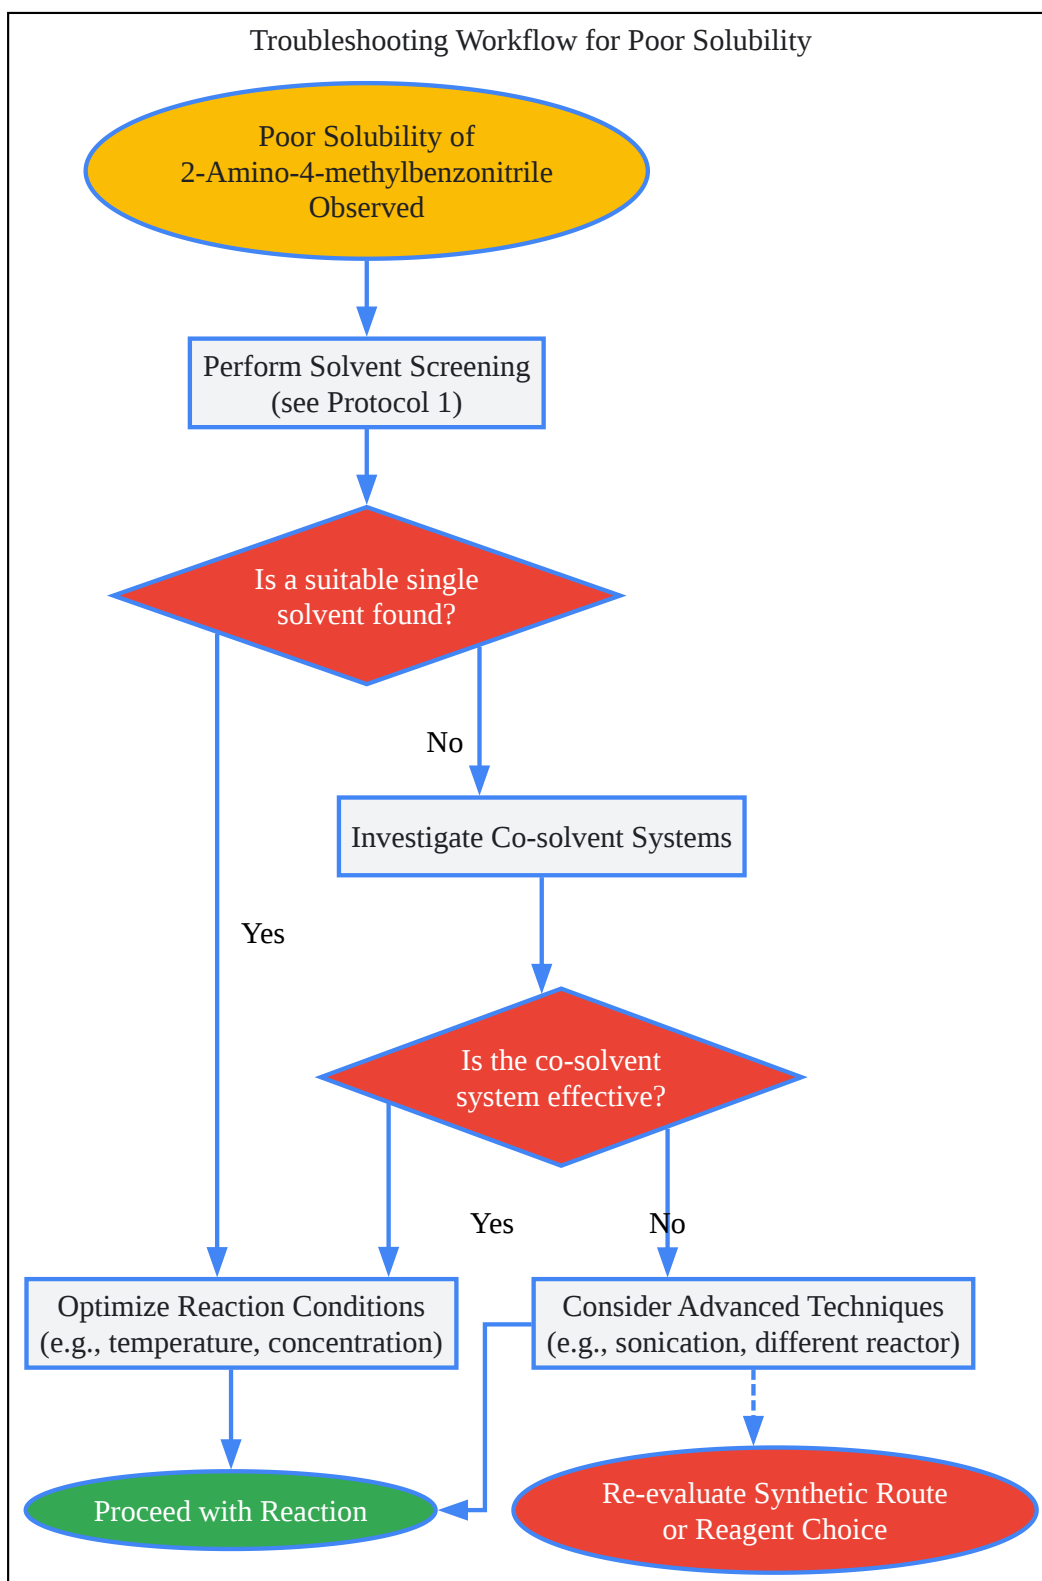 Troubleshooting Workflow for Poor Solubility
Poor Solubility of
2-Amino-4-methylbenzonitrile
Observed
Perform Solvent Screening
(see Protocol 1)
Is a suitable single
solvent found?
No
Investigate Co-solvent Systems
Yes
Is the co-solvent
system effective?
Yes
No
Optimize Reaction Conditions
(e.g., temperature, concentration)
Consider Advanced Techniques
(e.g., sonication, different reactor)
Proceed with Reaction
Re-evaluate Synthetic Route
or Reagent Choice